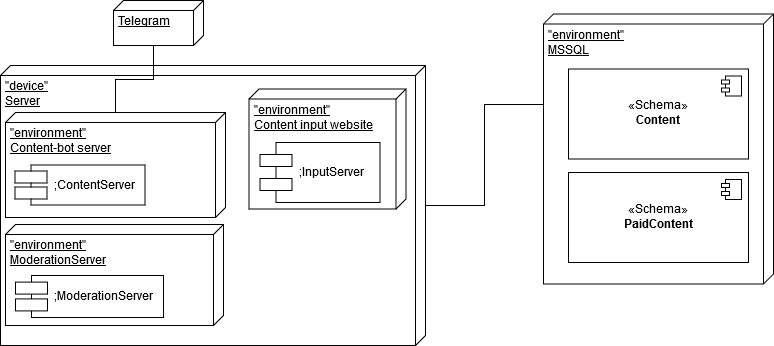 Telegram
"device"
Server
"environment"
Content-bot server
;ContentServer
"environment"
Content input website
;InputServer
"environment"
ModerationServer
;ModerationServer
"environment"
MSSQL
«Schema»
Content
«Schema»
PaidContent